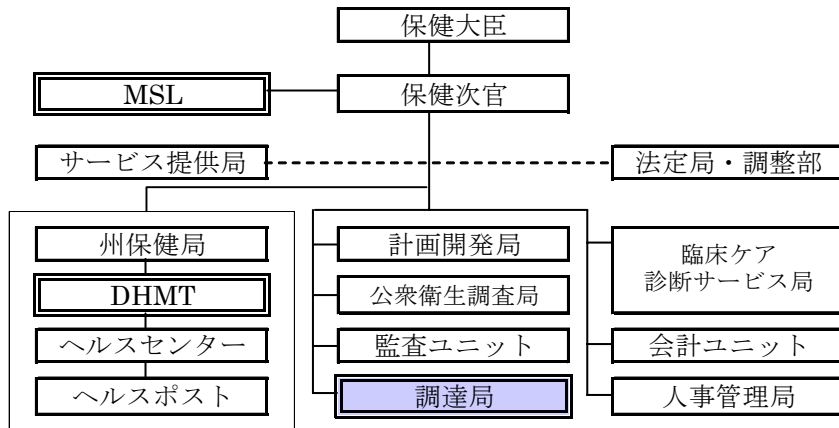 保健大臣
MSL
保健次官
サービス提供局
法定局・調整部
州保健局
計画開発局
臨床ケア
診断サービス局
DHMT
公衆衛生調査局
ヘルスセンター
監査ユニット
会計ユニット
ヘルスポスト
調達局
人事管理局